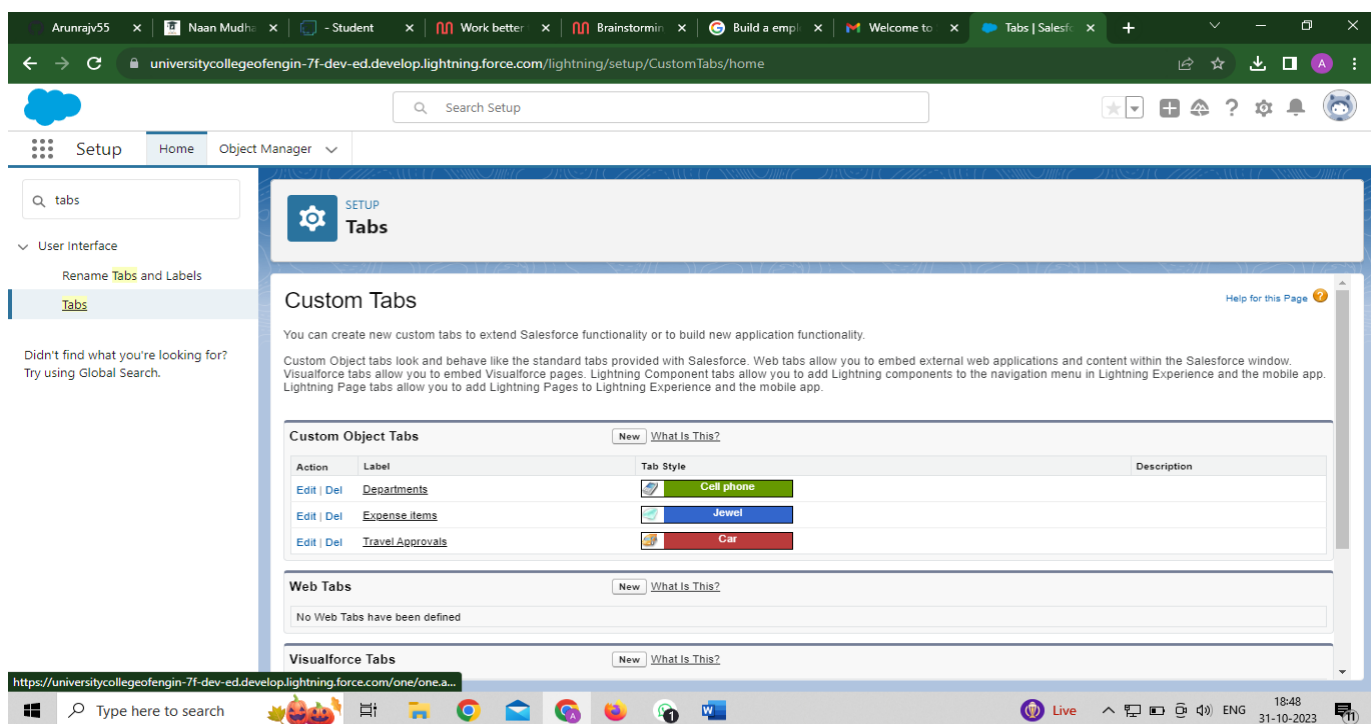 Arunrajv55
Naan Mudha
- Student
Work better
Brainstormin
Build a empl
Welcome to
Tabs | Salesfo
universitycollegeofengin-7f-dev-ed.develop.lightning.force.com/lightning/setup/CustomTabs/home
A
Search Setup
Setup
Home
Object Manager
tabs
User Interface
Rename Tabs and Labels
Tabs
Didn't find what you're looking for?
Try using Global Search.
SETUP
Tabs
Custom Tabs
Help for this Page
You can create new custom tabs to extend Salesforce functionality or to build new application functionality.
Custom Object tabs look and behave like the standard tabs provided with Salesforce. Web tabs allow you to embed external web applications and content within the Salesforce window.
Visualforce tabs allow you to embed Visualforce pages. Lightning Component tabs allow you to add Lightning components to the navigation menu in Lightning Experience and the mobile app.
Lightning Page tabs allow you to add Lightning Pages to Lightning Experience and the mobile app.
Custom Object Tabs New What Is This?
Action Label Tab Style Description
Edit | Del Departments Cell phone
Edit | Del Expense items Jewel
Edit | Del Travel Approvals Car
Web Tabs New What Is This?
No Web Tabs have been defined
Visualforce Tabs New What Is This?
https://universitycollegeofengin-7f-dev-ed.develop.lightning.force.com/one/one.a...
Type here to search
Live
ENG
18:48
31-10-2023